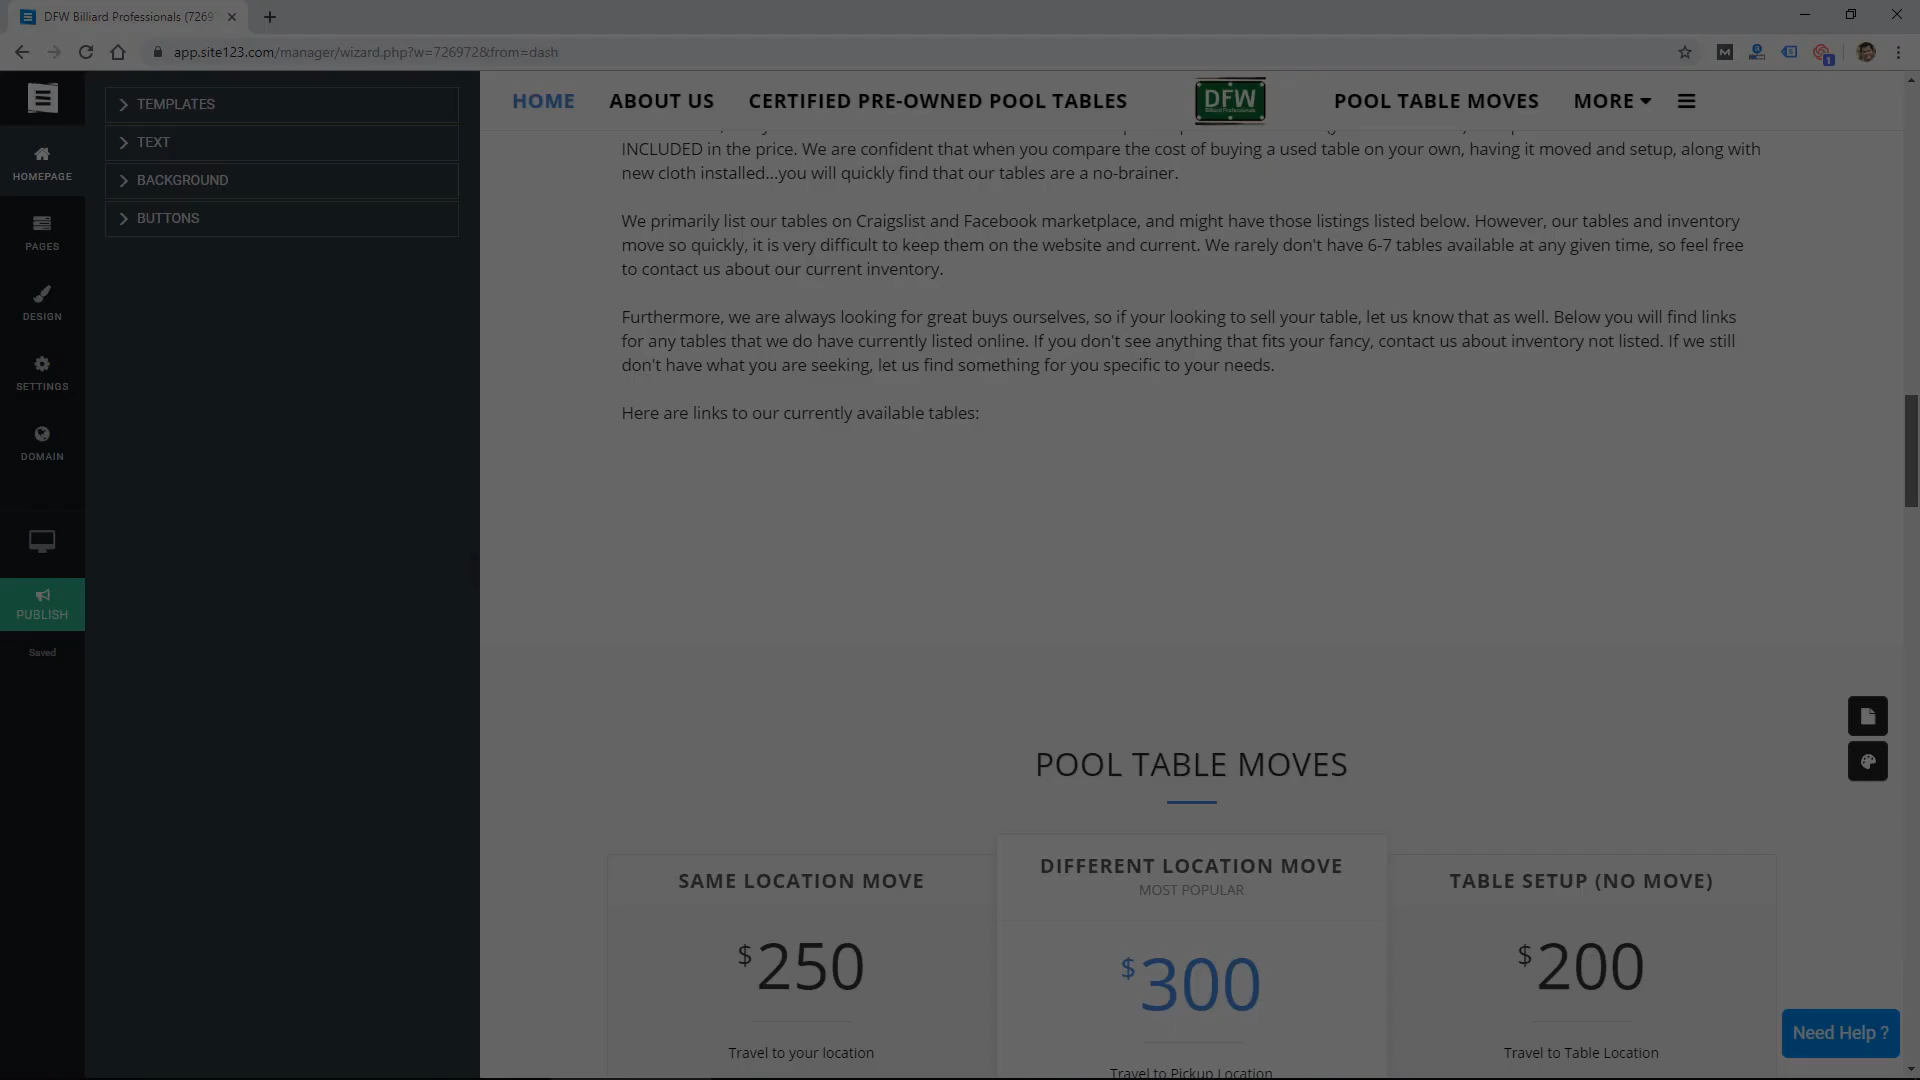 DFW Billiard Professionals (7269
app.site123.com/manager/wizard.php?w=726972&from=dash
HOMEPAGE
PAGES
DESIGN
SETTINGS
DOMAIN
PUBLISH
Saved
TEMPLATES
TEXT
BACKGROUND
BUTTONS
HOME ABOUT US CERTIFIED PRE-OWNED POOL TABLES DFW Billiard Professionals POOL TABLE MOVES MORE
INCLUDED in the price. We are confident that when you compare the cost of buying a used table on your own, having it moved and setup, along with
new cloth installed...you will quickly find that our tables are a no-brainer.
We primarily list our tables on Craigslist and Facebook marketplace, and might have those listings listed below. However, our tables and inventory
move so quickly, it is very difficult to keep them on the website and current. We rarely don't have 6-7 tables available at any given time, so feel free
to contact us about our current inventory.
Furthermore, we are always looking for great buys ourselves, so if your looking to sell your table, let us know that as well. Below you will find links
for any tables that we do have currently listed online. If you don't see anything that fits your fancy, contact us about inventory not listed. If we still
don't have what you are seeking, let us find something for you specific to your needs.
Here are links to our currently available tables:
POOL TABLE MOVES
SAME LOCATION MOVE
$250
Travel to your location
DIFFERENT LOCATION MOVE
MOST POPULAR
$300
Travel to Pickup Location
TABLE SETUP (NO MOVE)
$200
Travel to Table Location
Need Help ?